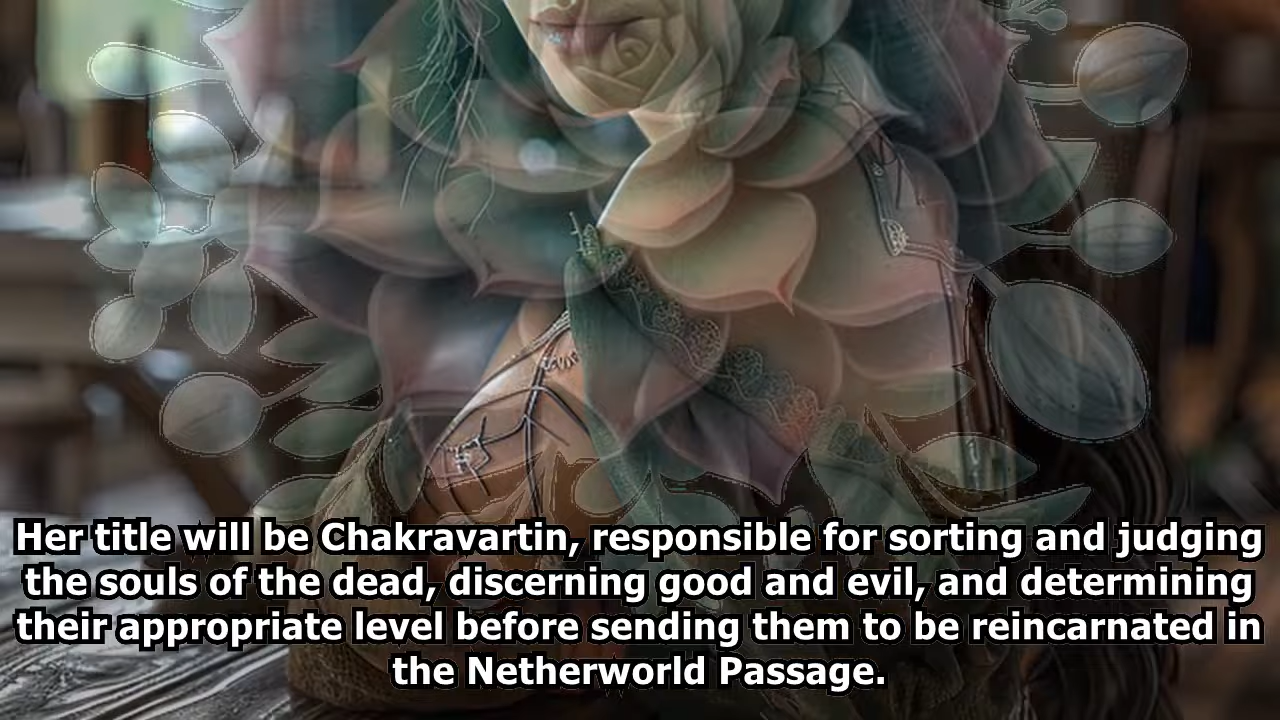 Her title will be Chakravartin, responsible for sorting and judging
the souls of the dead, discerning good and evil, and determining
their appropriate level before sending them to be reincarnated in
the Netherworld Passage.